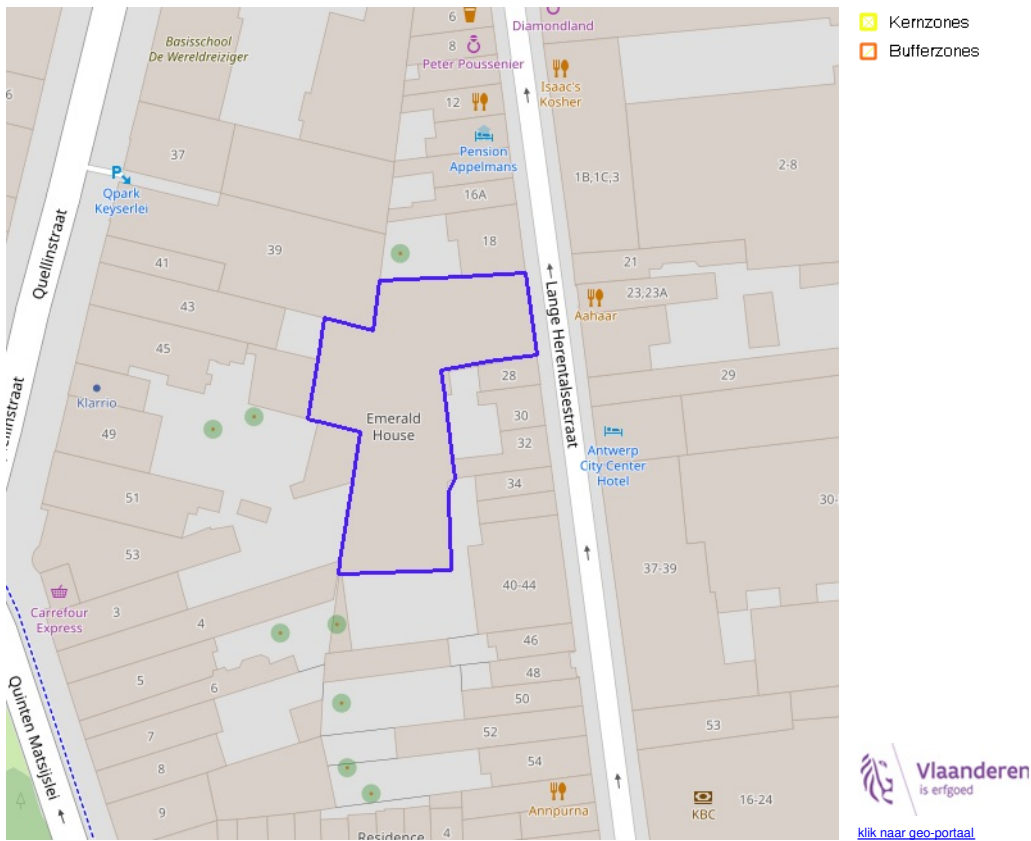 6
Diamondland
Basisschool
De Wereldreiziger
8
Peter Poussenier
Isaac's
Kosher
6
12
Pension
Appelmans
37
2-8
P
Qpark
Keyserlei
1B,1C,3
16A
Quellinstraat
39
18
41
21
43
23,23A
Lange Herentalsestraat
Aahaar
45
28
29
Klarrio
30
Emerald
House
49
32
Antwerp
City Center
Hotel
34
51
30-
53
37-39
40-44
Carrefour
Express
3
4
46
5
48
6
50
Quinten Matsijslei
7
52
53
8
54
9
Annpurna
KBC
16-24
Residence
4
Kernzones
Bufferzones
Vlaanderen
is erfgoed
klik naar geo-portaal